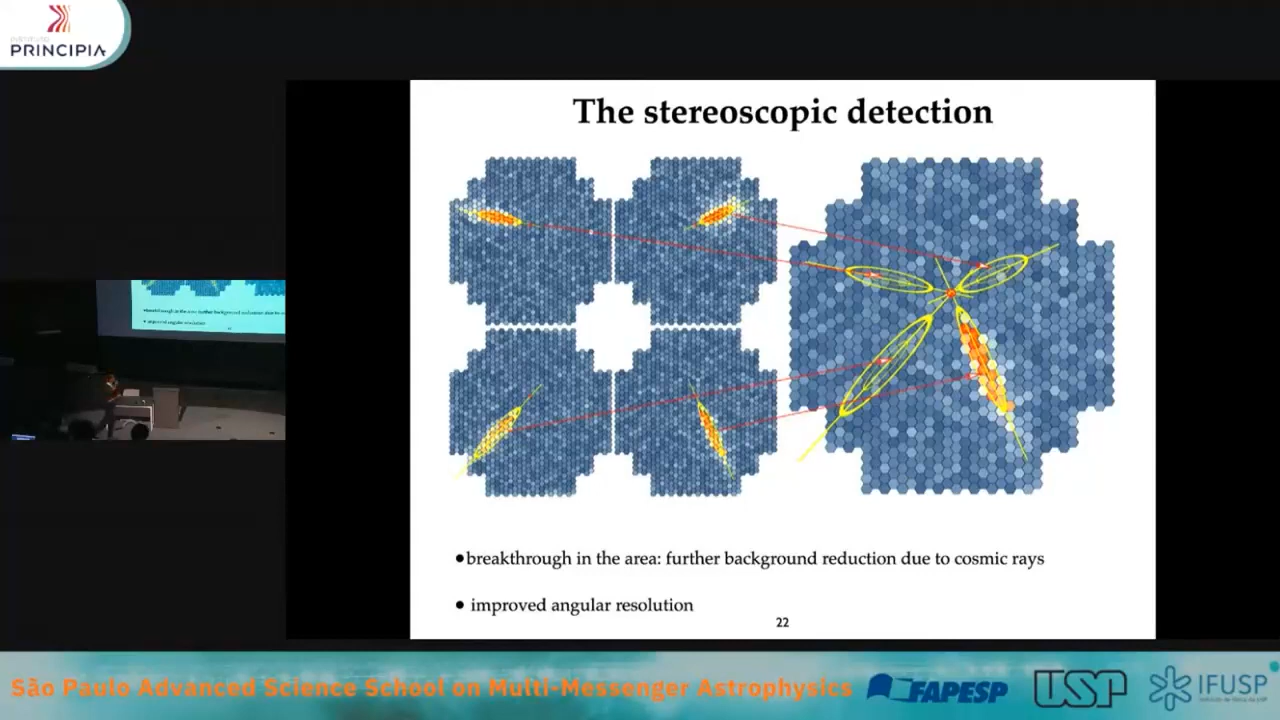 PRINCIPIA
The stereoscopic detection
•breakthrough in the area: further background reduction due to cosmic rays
• improved angular resolution
22
São Paulo Advanced Science School on Multi-Messenger Astrophysics
FAPESP
USP
IFUSP